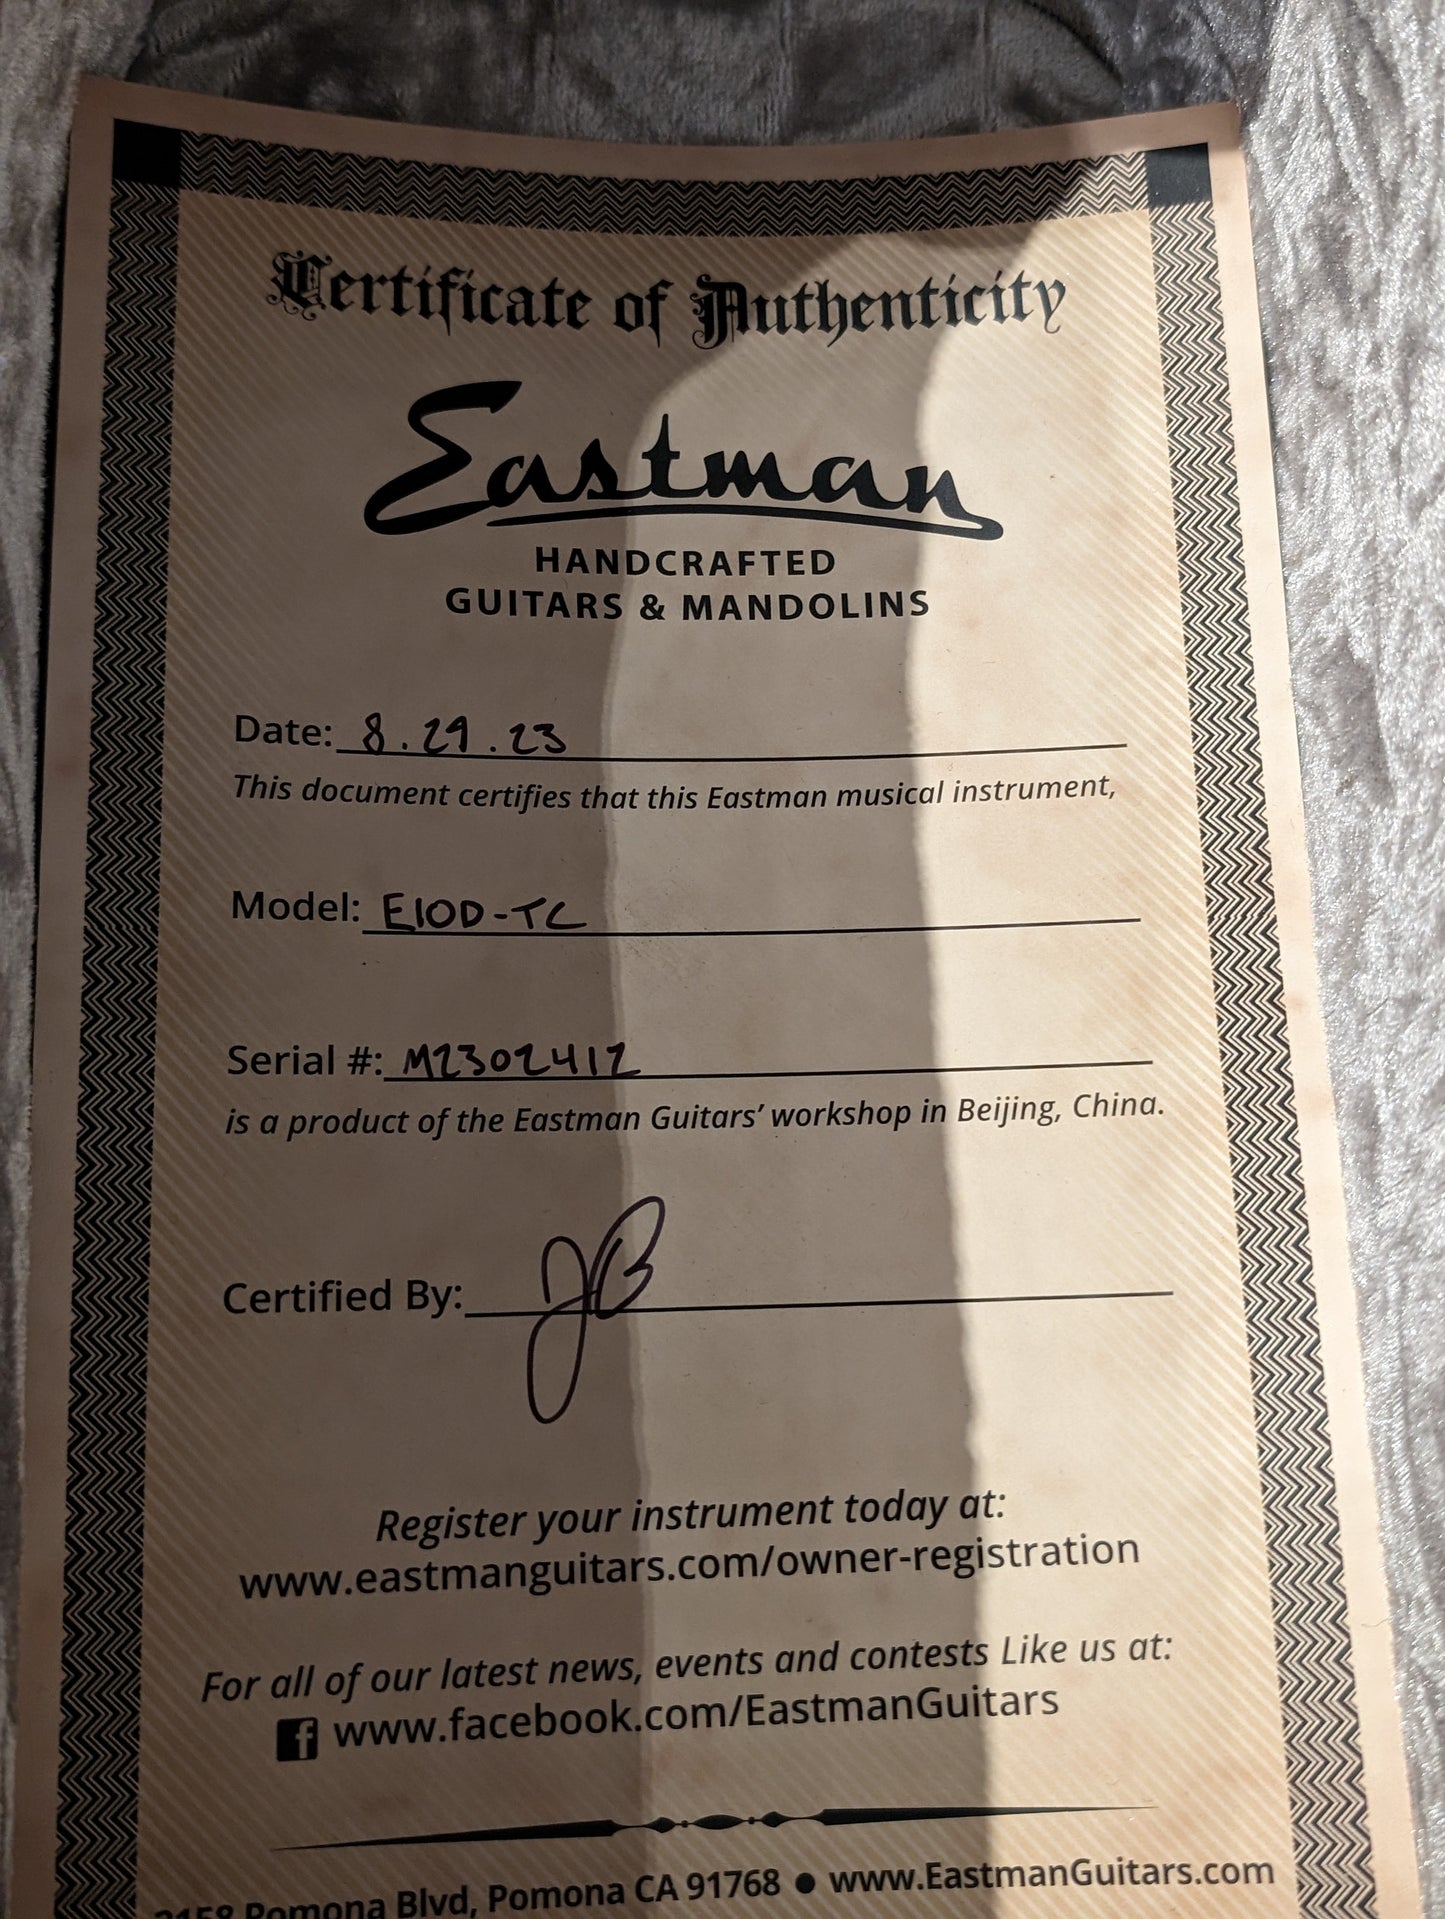 Certificate of Authenticity
Eastman
HANDCRAFTED
GUITARS & MANDOLINS
Date: 8.29.23
This document certifies that this Eastman musical instrument,
Model: E10D-TC
Serial #: M2302412
is a product of the Eastman Guitars' workshop in Beijing, China.
Certified By: JB
Register your instrument today at:
www.eastmanguitars.com/owner-registration
For all of our latest news, events and contests Like us at:
f www.facebook.com/EastmanGuitars
2158 Pomona Blvd, Pomona CA 91768 ● www.EastmanGuitars.com